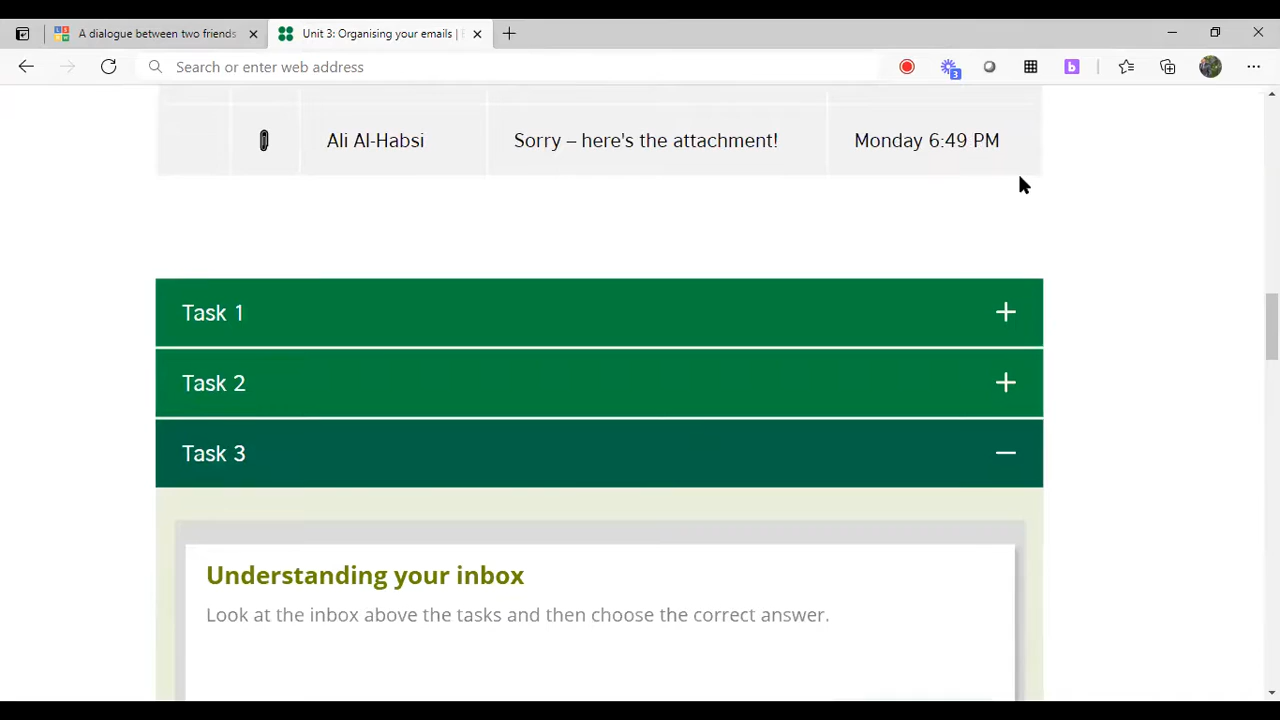 A dialogue between two friends
Unit 3: Organising your emails |
Search or enter web address
3
b
Ali Al-Habsi Sorry – here's the attachment! Monday 6:49 PM
Task 1
Task 2
Task 3
Understanding your inbox
Look at the inbox above the tasks and then choose the correct answer.